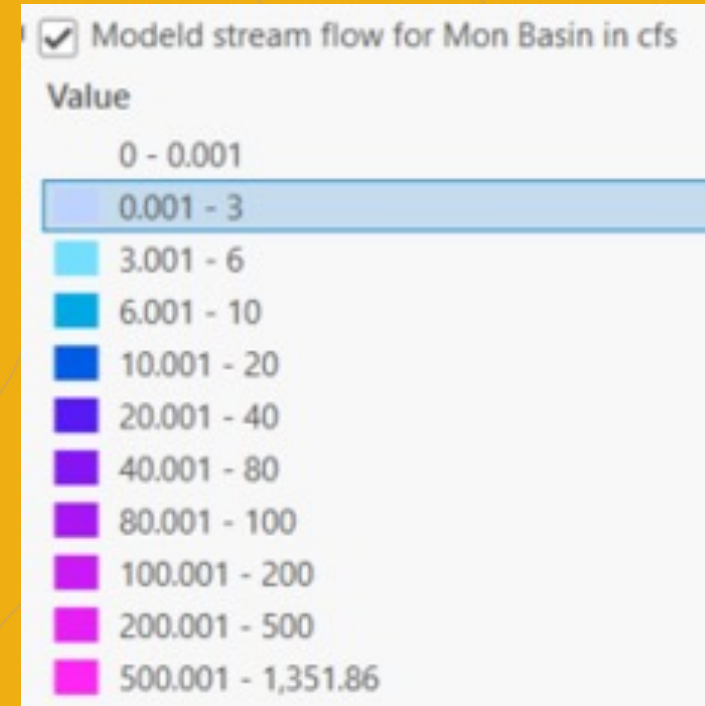 Modeld stream flow for Mon Basin in cfs
Value
0 - 0.001
0.001 - 3
3.001 - 6
6.001 - 10
10.001 - 20
20.001 - 40
40.001 - 80
80.001 - 100
100.001 - 200
200.001 - 500
500.001 - 1,351.86